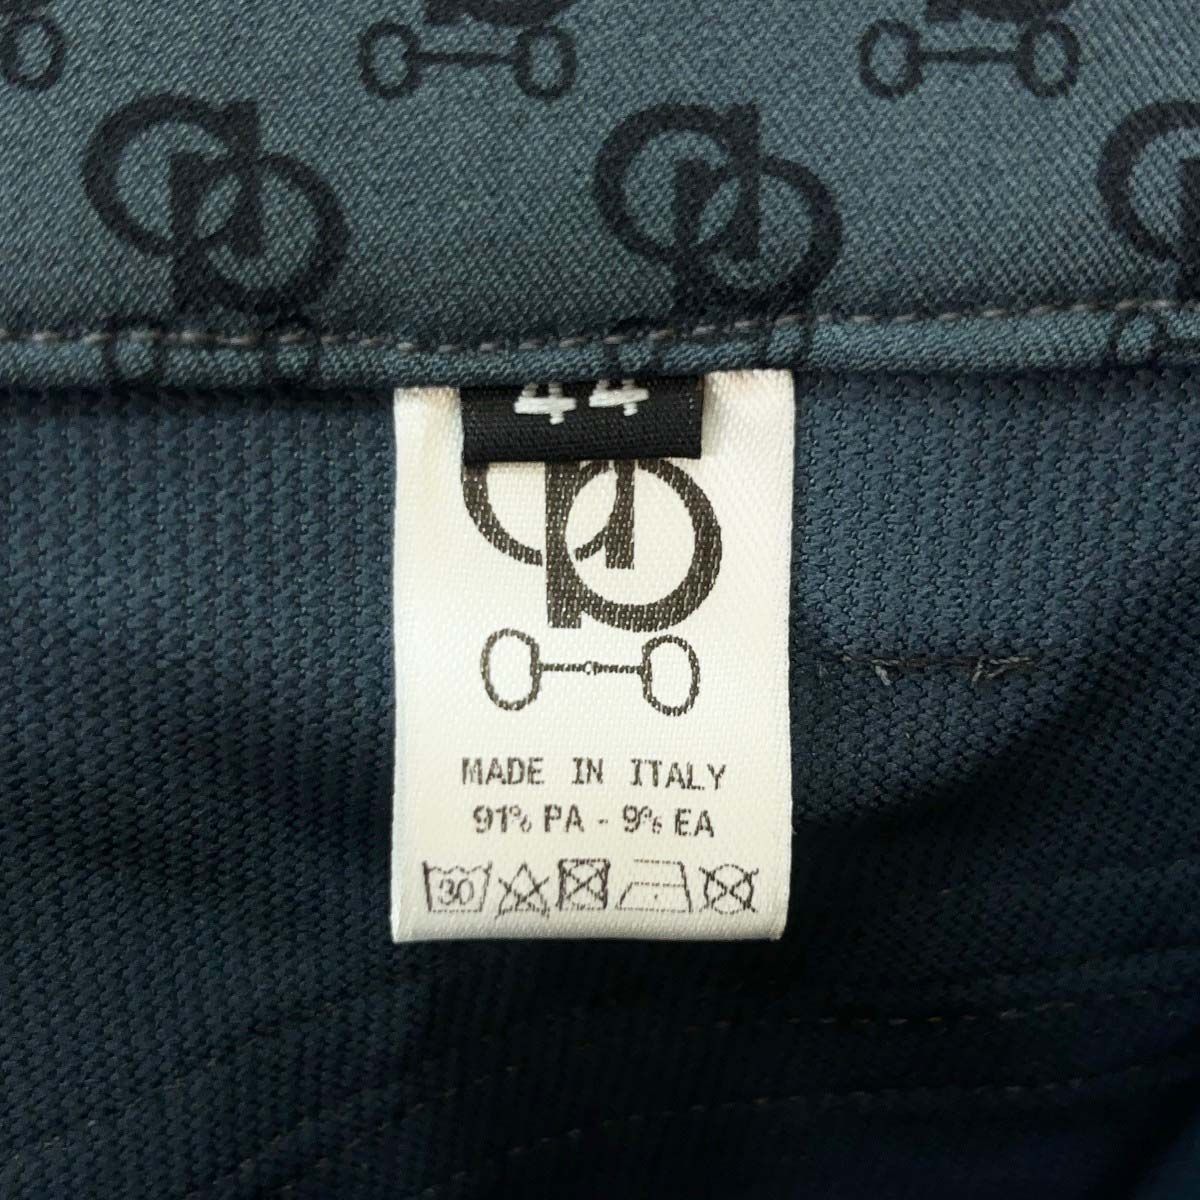 44
MADE IN ITALY
91% PA - 9% EA
30